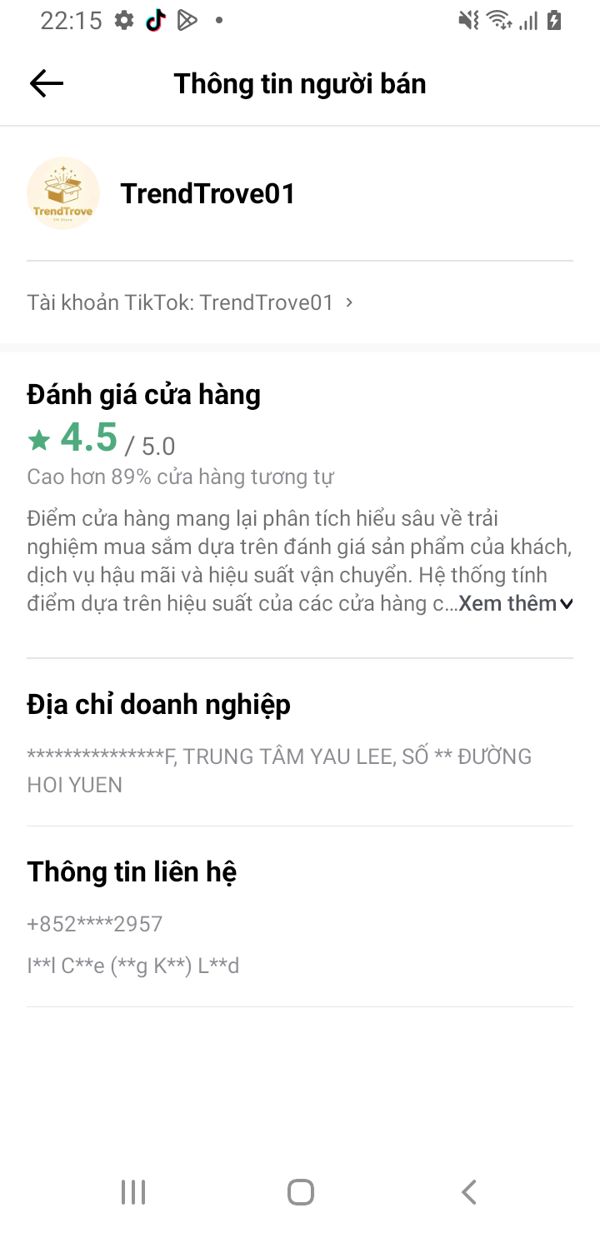 22:15
Thông tin người bán
TrendTrove
TrendTrove01
Tài khoản TikTok: TrendTrove01 >
Đánh giá cửa hàng
4.5 / 5.0
Cao hơn 89% cửa hàng tương tự
Điểm cửa hàng mang lại phân tích hiểu sâu về trải
nghiệm mua sắm dựa trên đánh giá sản phẩm của khách,
dịch vụ hậu mãi và hiệu suất vận chuyển. Hệ thống tính
điểm dựa trên hiệu suất của các cửa hàng c...Xem thêm
Địa chỉ doanh nghiệp
***************F, TRUNG TÂM YAU LEE, SỐ ** ĐƯỜNG
HOI YUEN
Thông tin liên hệ
+852****2957
I**l C**e (**g K**) L**d